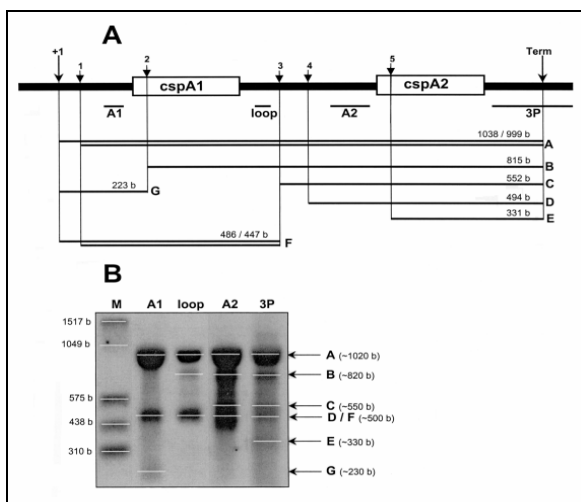 A
+1 1 2 3 4 5 Term
cspA1 cspA2
A1 loop A2 3P
1038 / 999 b A
815 b B
223 b G 552 b C
494 b D
331 b E
486 / 447 b F
B
M A1 loop A2 3P
1517 b
1049 b
A (~1020 b)
B (~820 b)
575 b
C (~550 b)
438 b
D / F (~500 b)
310 b
E (~330 b)
G (~230 b)